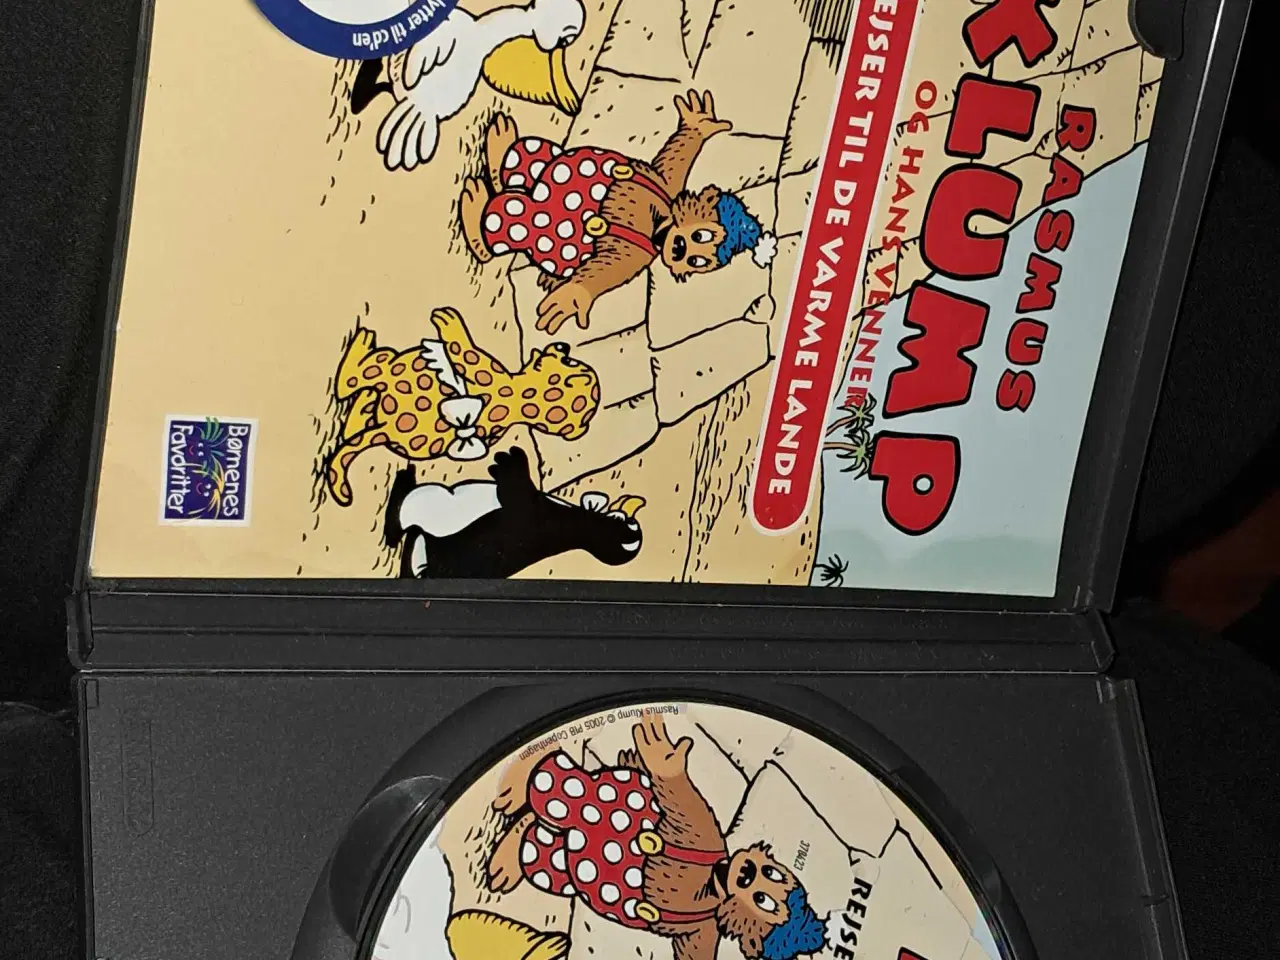 RASMUS
KLUMP
OG HANS VENNER
REJSER TIL DE VARME LANDE
lytter til cd'en
Børnenes
Favoritter
Rasmus Klump © 2005 PIB Copenhagen
378423
REJSE